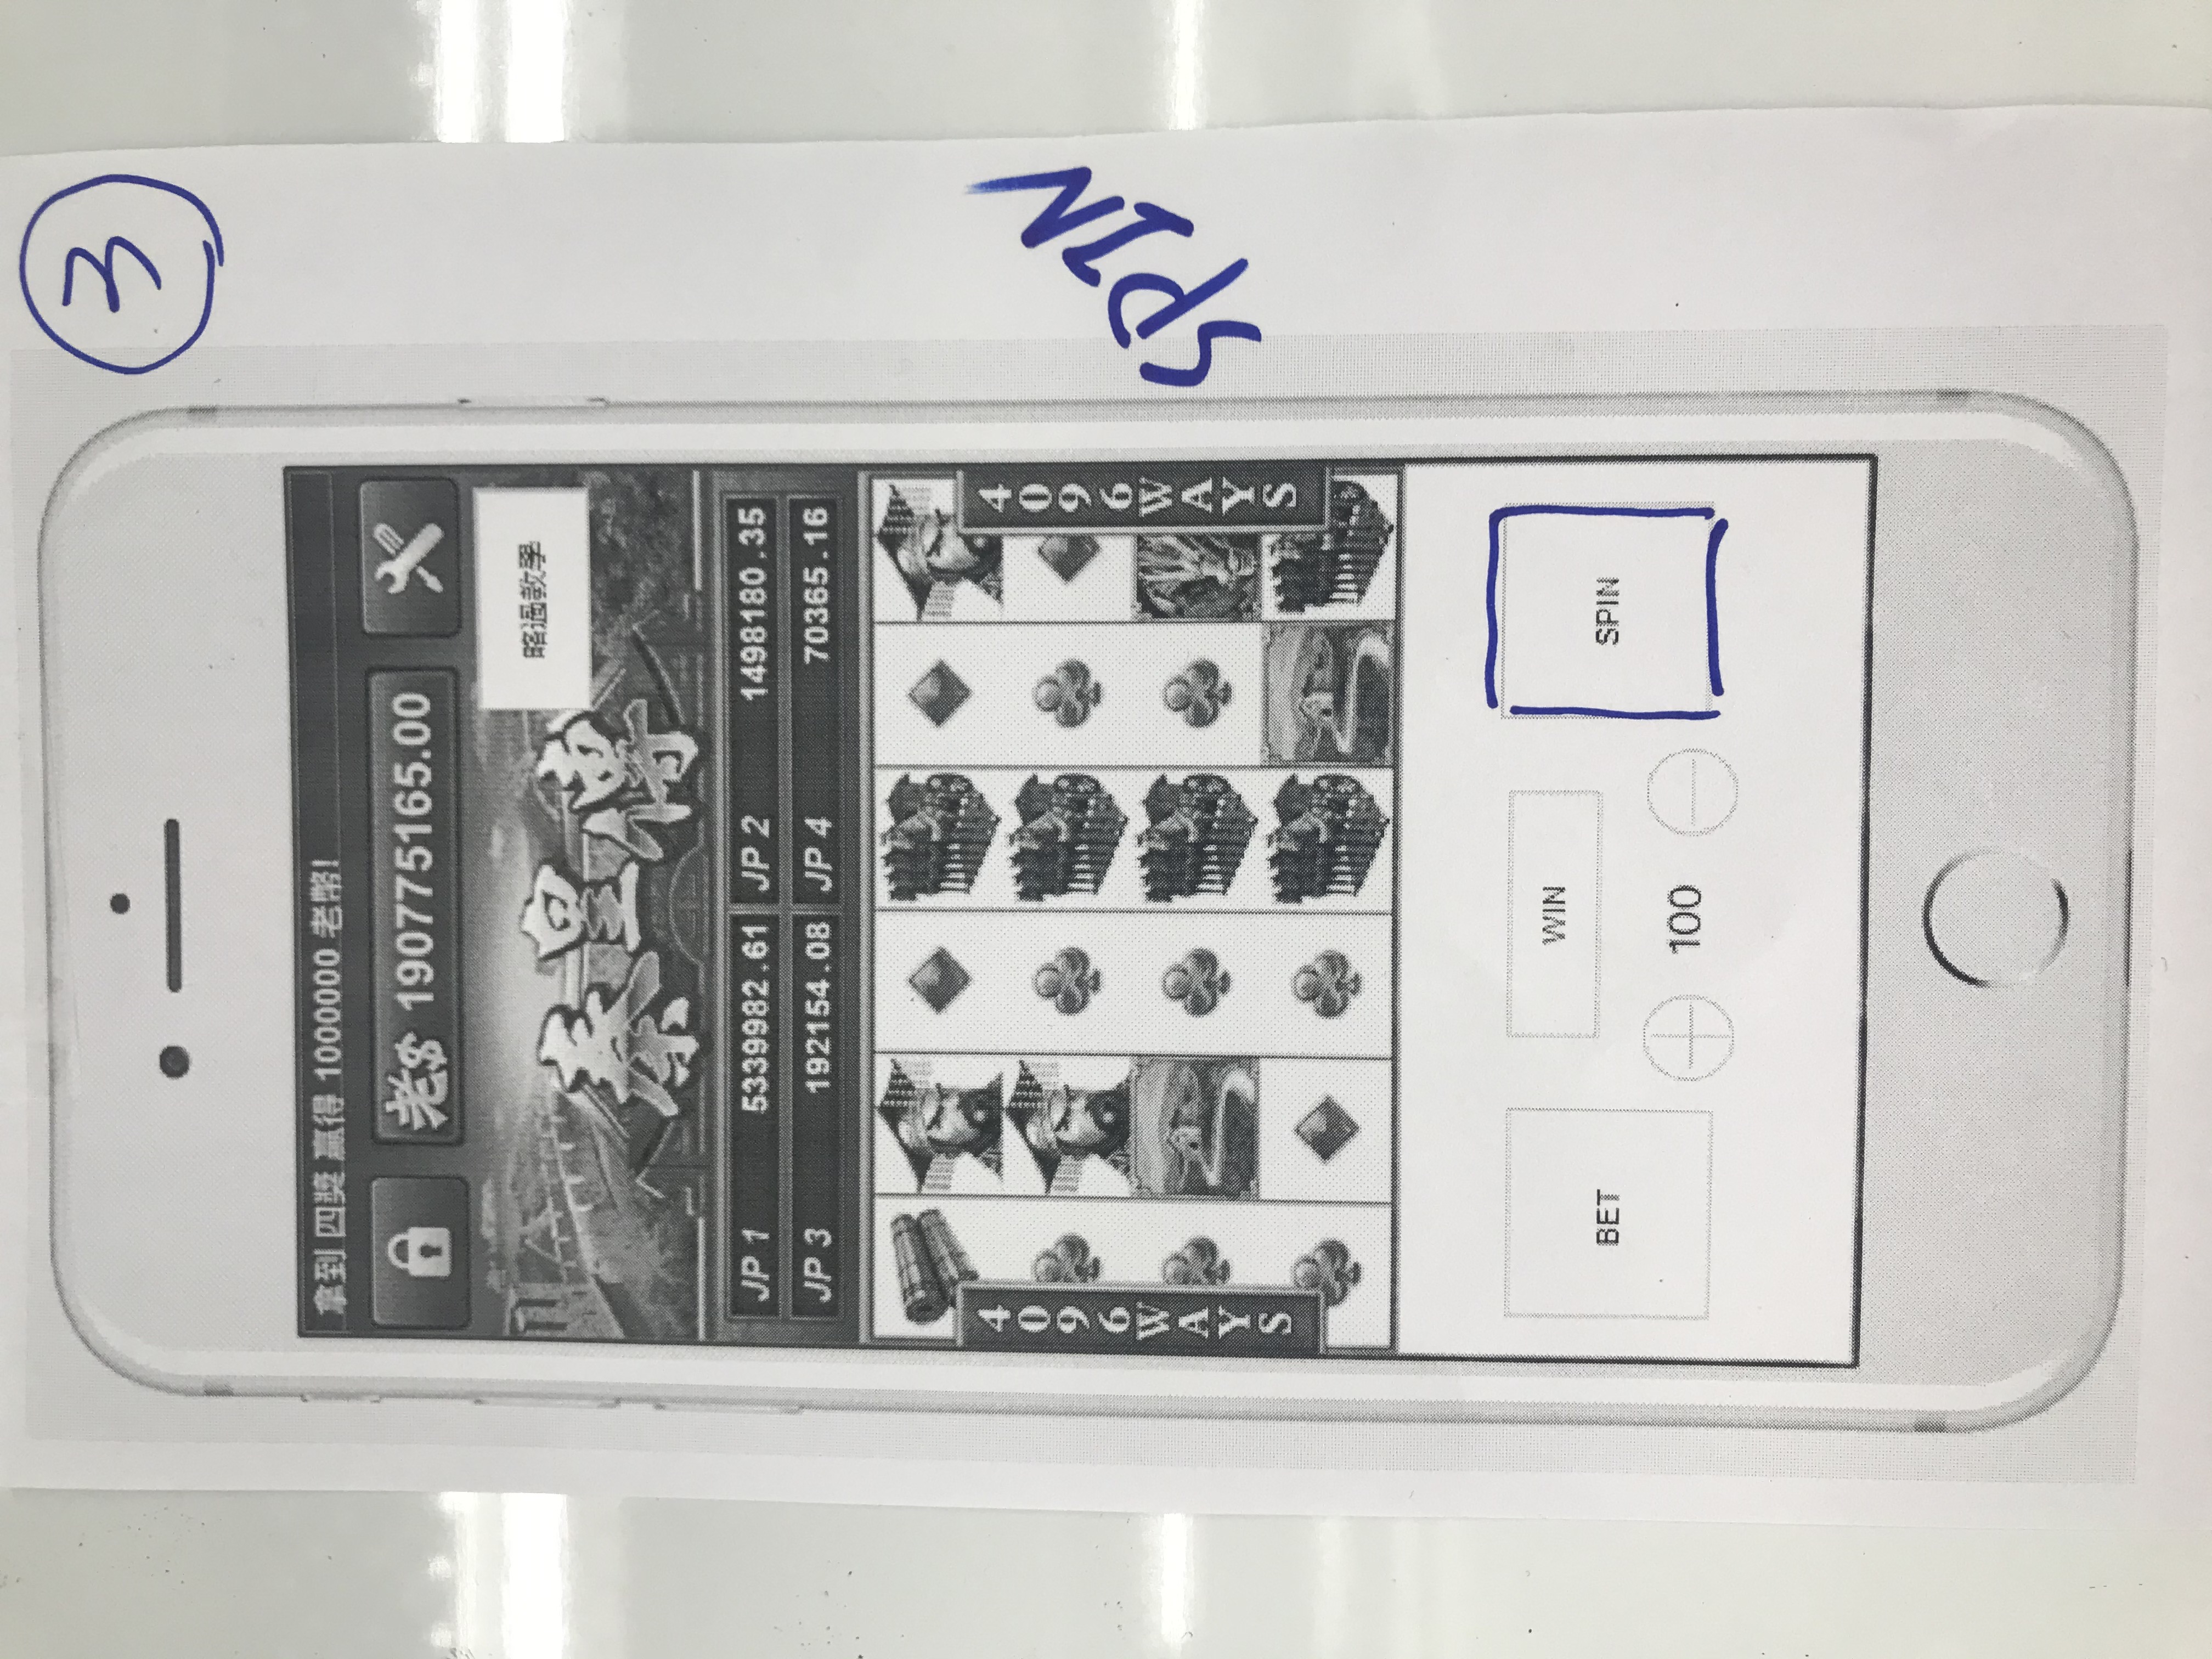 3
拿到 四獎 贏得 1000000 老幣!
老$ 190775165.00
略過教學
秦皇傳
JP 1 5339982.61 JP 2 1498180.35
JP 3 192154.08 JP 4 70365.16
4096WAYS
4096WAYS
SPIN
WIN
BET
SPIN
100